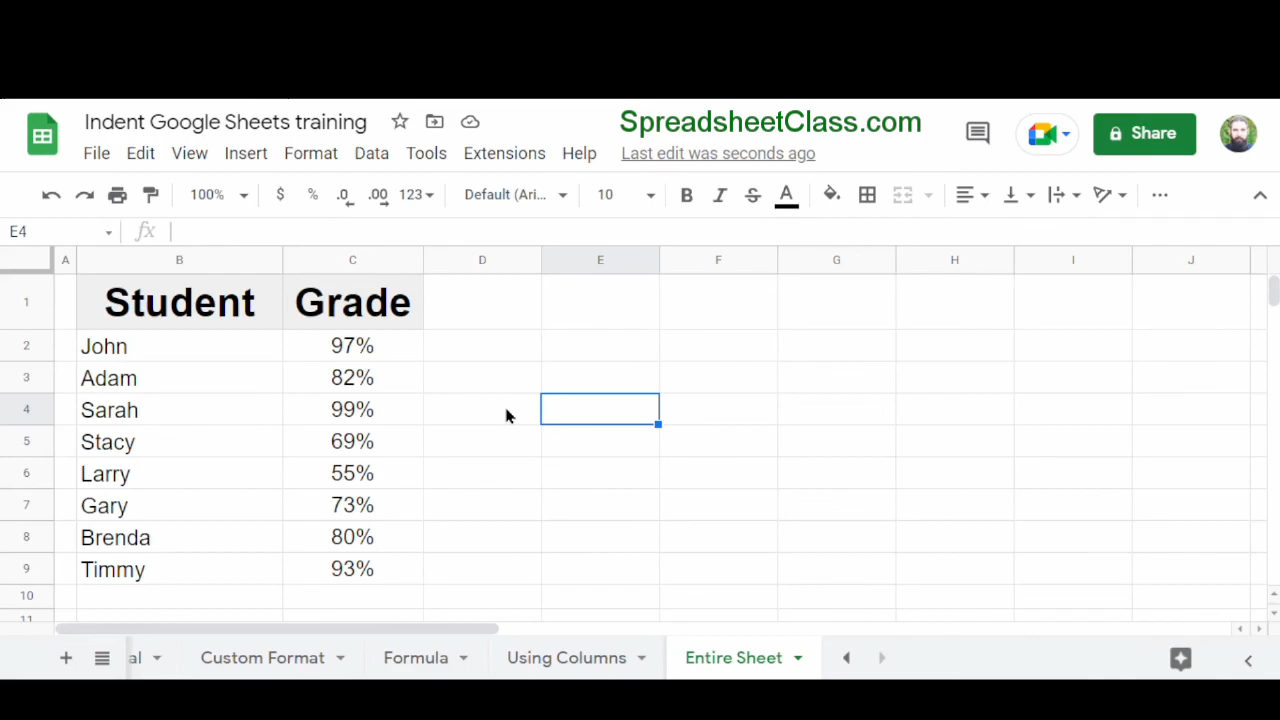 Indent Google Sheets training
SpreadsheetClass.com
Share
File Edit View Insert Format Data Tools Extensions Help Last edit was seconds ago
100% $ % .0 .00 123 Default (Ari... 10 B I S A
E4 fx
A B C D E F G H I J
1 Student Grade
2 John 97%
3 Adam 82%
4 Sarah 99%
5 Stacy 69%
6 Larry 55%
7 Gary 73%
8 Brenda 80%
9 Timmy 93%
10
11
al Custom Format Formula Using Columns Entire Sheet